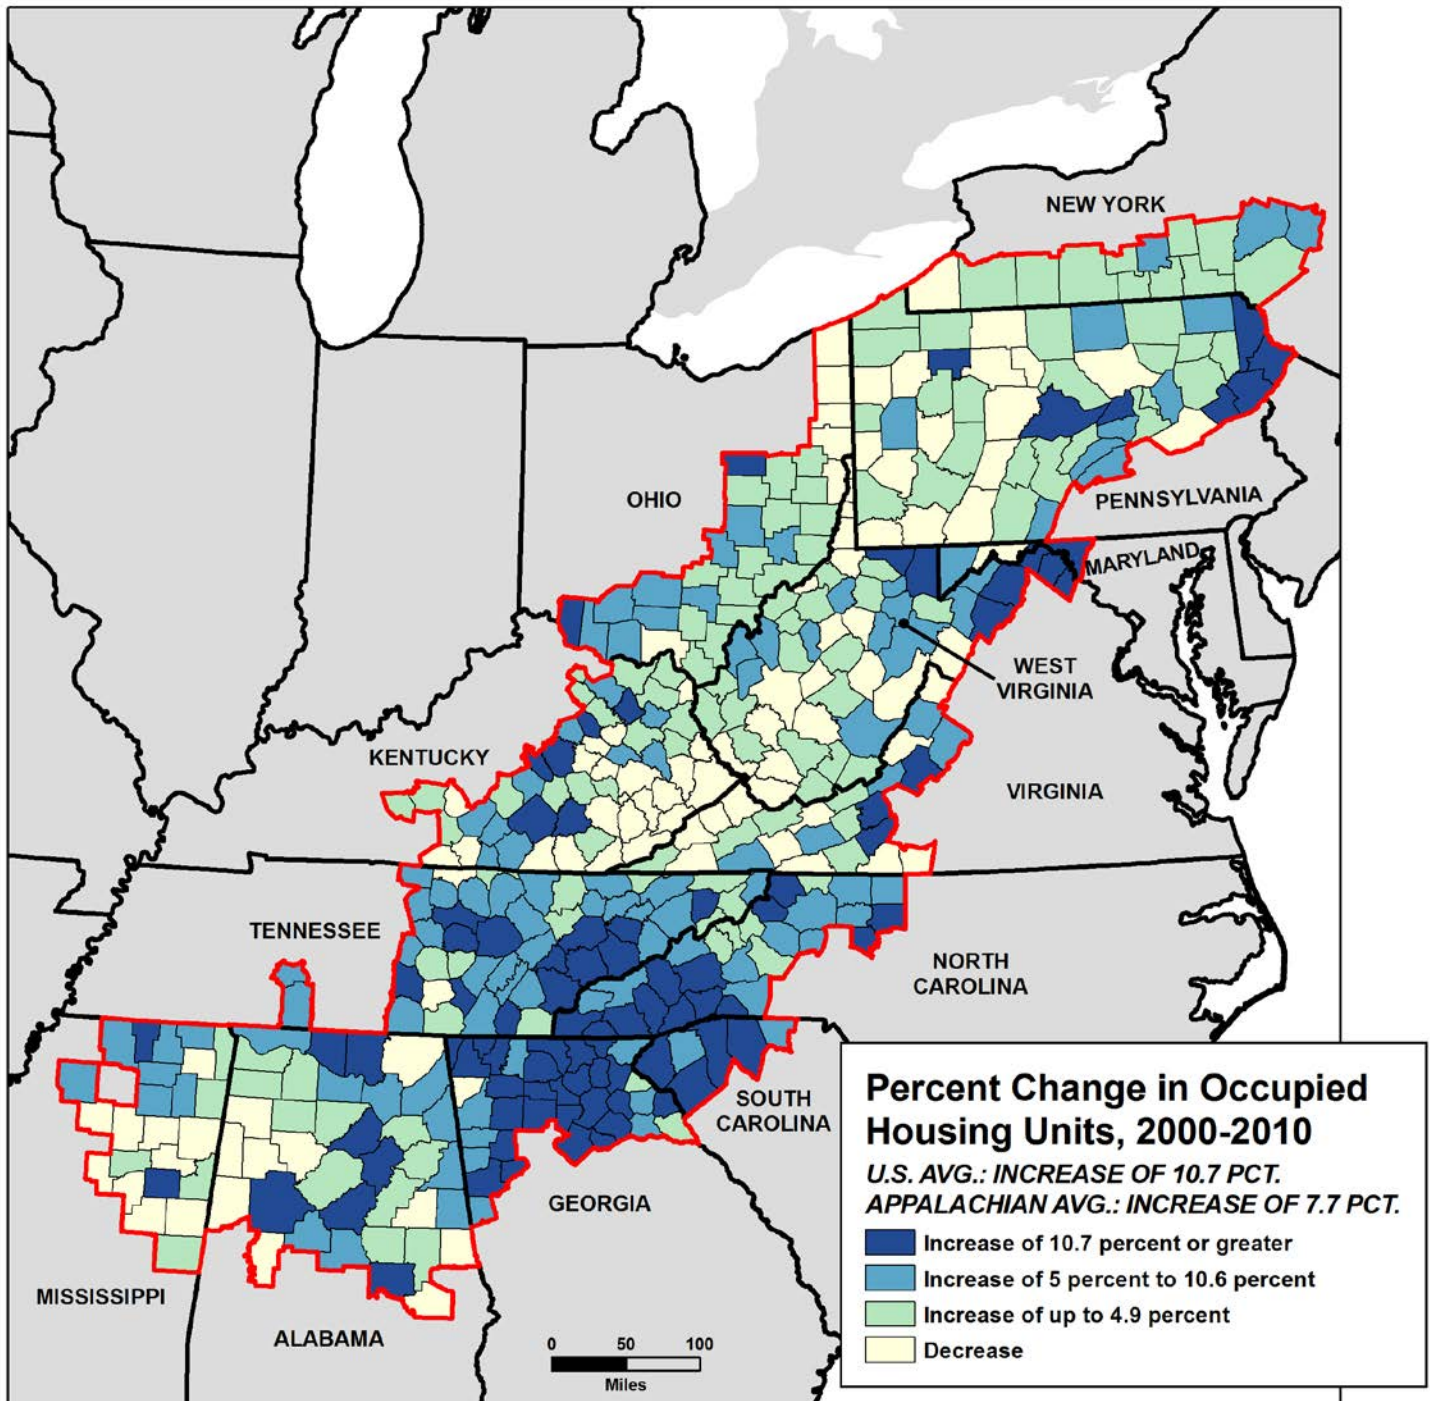 NEW YORK
OHIO
PENNSYLVANIA
MARYLAND
WEST
VIRGINIA
KENTUCKY
VIRGINIA
TENNESSEE
NORTH
CAROLINA
SOUTH
CAROLINA
GEORGIA
MISSISSIPPI
ALABAMA
0 50 100
Miles
Percent Change in Occupied
Housing Units, 2000-2010
U.S. AVG.: INCREASE OF 10.7 PCT.
APPALACHIAN AVG.: INCREASE OF 7.7 PCT.
Increase of 10.7 percent or greater
Increase of 5 percent to 10.6 percent
Increase of up to 4.9 percent
Decrease